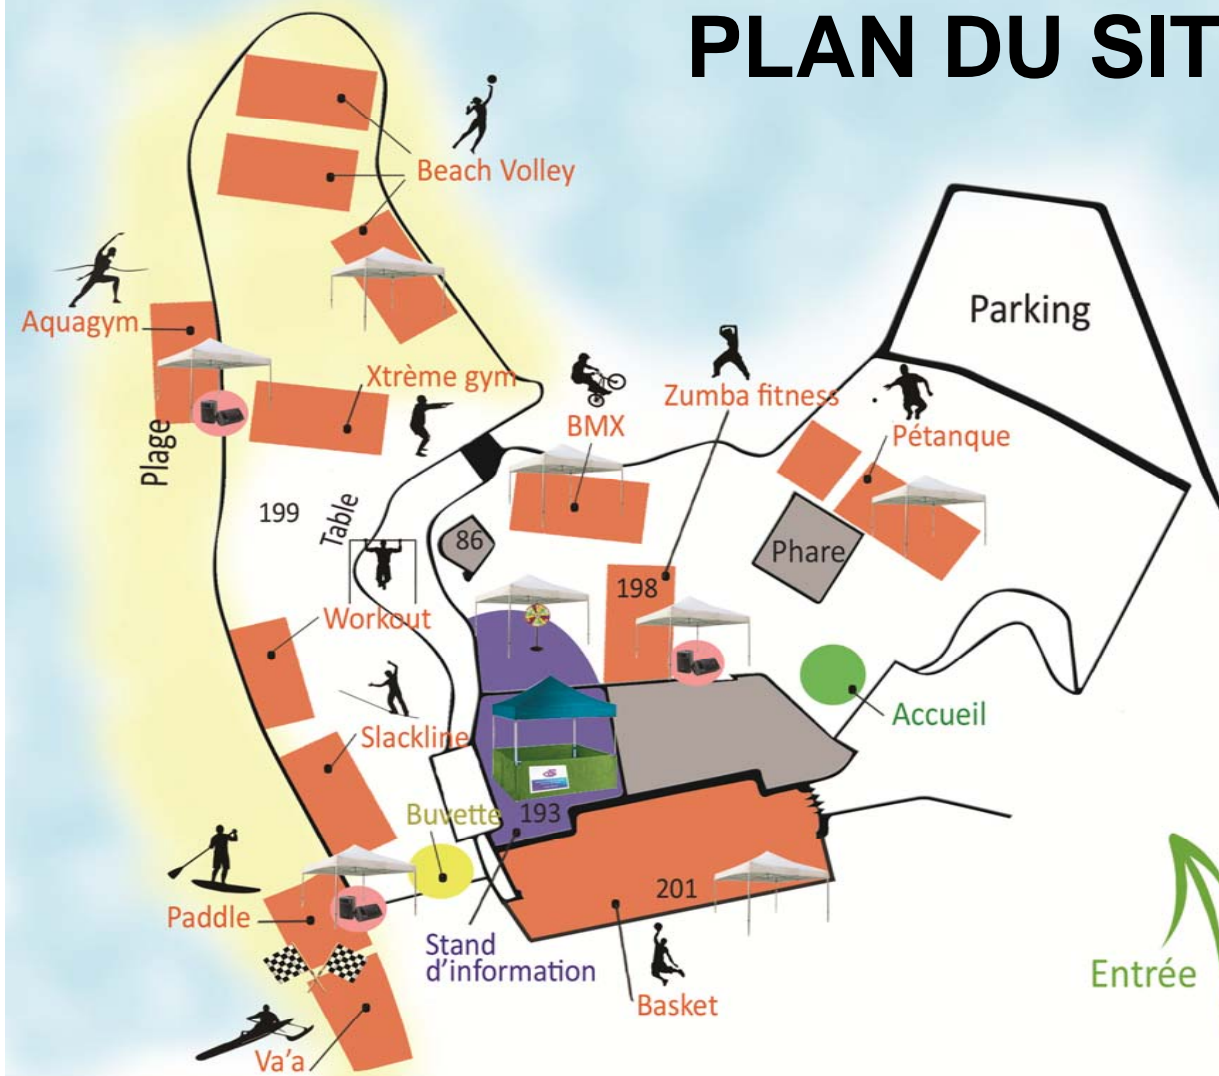 PLAN DU SIT
Beach Volley
Parking
Aquagym
Xtrème gym
Zumba fitness
BMX
Pétanque
Plage
199
Table
86
Phare
198
Workout
Accueil
Slackline
Buvette
193
201
Paddle
Stand
d'information
Entrée
Basket
Va'a